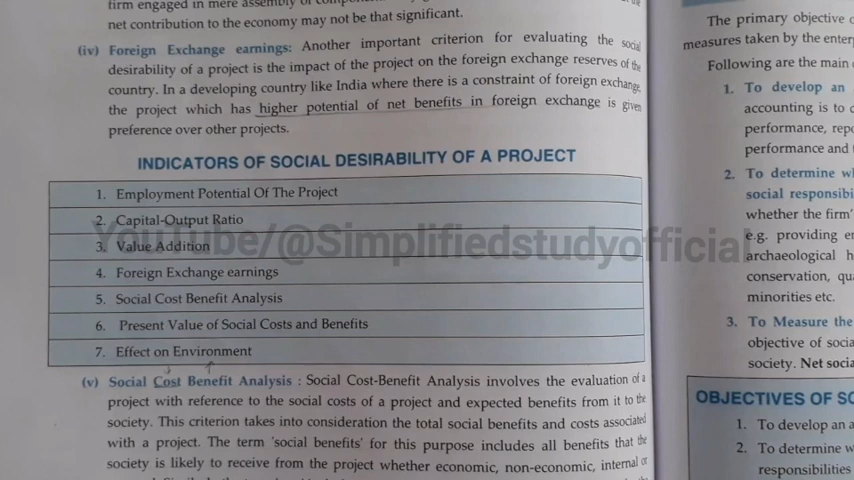 firm engaged in mere assembly of
net contribution to the economy may not be that significant.
(iv) Foreign Exchange earnings: Another important criterion for evaluating the social
desirability of a project is the impact of the project on the foreign exchange reserves of the
country. In a developing country like India where there is a constraint of foreign exchange,
the project which has higher potential of net benefits in foreign exchange is given
preference over other projects.
INDICATORS OF SOCIAL DESIRABILITY OF A PROJECT
1. Employment Potential Of The Project
2. Capital-Output Ratio
3. Value Addition
4. Foreign Exchange earnings
5. Social Cost Benefit Analysis
6. Present Value of Social Costs and Benefits
7. Effect on Environment
(v) Social Cost Benefit Analysis : Social Cost-Benefit Analysis involves the evaluation of a
project with reference to the social costs of a project and expected benefits from it to the
society. This criterion takes into consideration the total social benefits and costs associated
with a project. The term 'social benefits' for this purpose includes all benefits that the
society is likely to receive from the project whether economic, non-economic, internal or
YouTube/@Simplifiedstudyofficial
The primary objective
measures taken by the
Following are the main
1. To develop an
accounting is to
performance,
performance and
2. To determine
social
whether the firm'
e.g. providing
archaeological
conservation,
minorities etc.
3. To Measure the
objective of
society. Net
OBJECTIVES OF
1. To develop an
2. To determine
responsibilities